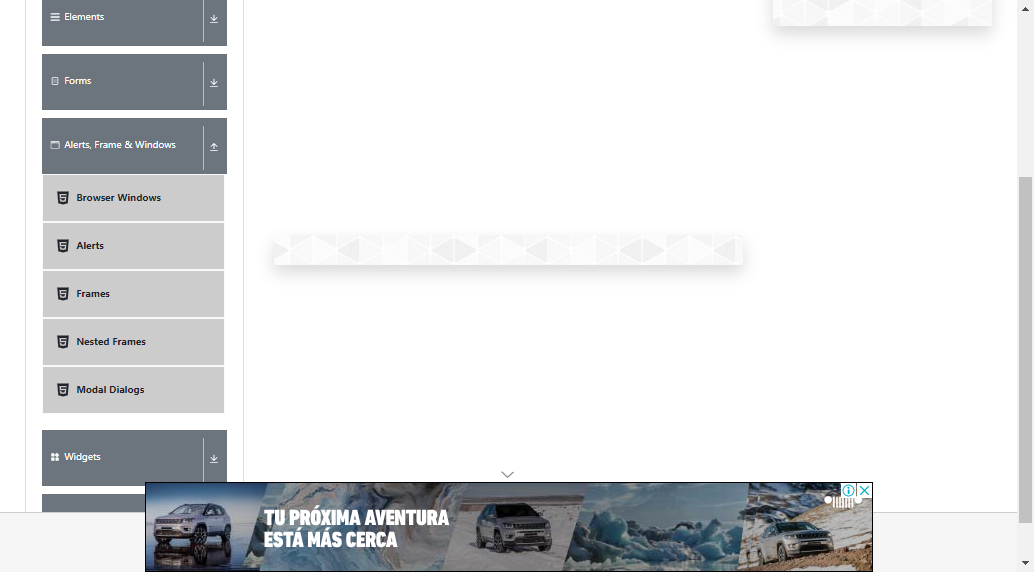 Elements
Forms
Alerts, Frame & Windows
Browser Windows
Alerts
Frames
Nested Frames
Modal Dialogs
Widgets
TU PRÓXIMA AVENTURA
ESTÁ MÁS CERCA